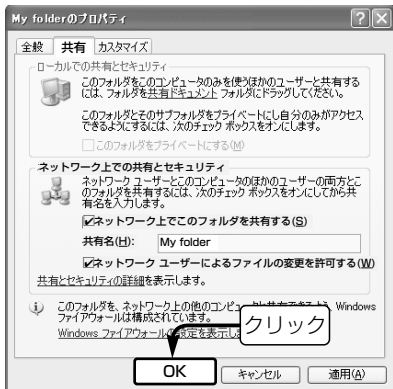 My folderのプロパティ
全般 共有 カスタマイズ
ローカルでの共有とセキュリティ
このフォルダをこのコンピュータのみを使うほかのユーザーと共有する
には、フォルダを共有ドキュメント フォルダにドラッグしてください。
このフォルダとそのサブフォルダをプライベートにし自分のみがアクセス
できるようにするには、次のチェック ボックスをオンにします。
このフォルダをプライベートにする(M)
ネットワーク上での共有とセキュリティ
ネットワーク ユーザーとこのコンピュータのほかのユーザーの両方とこ
のフォルダを共有するには、次のチェック ボックスをオンにしてから共
有名を入力します。
ネットワーク上でこのフォルダを共有する(S)
共有名(H): My folder
ネットワーク ユーザーによるファイルの変更を許可する(W)
共有とセキュリティの詳細を表示します。
このフォルダを、ネットワーク上の他のコンピュータと共有できるよう、Windows
ファイアウォールは構成されています。
Windows ファイアウォールの設定を表示し
クリック
OK キャンセル 適用(A)